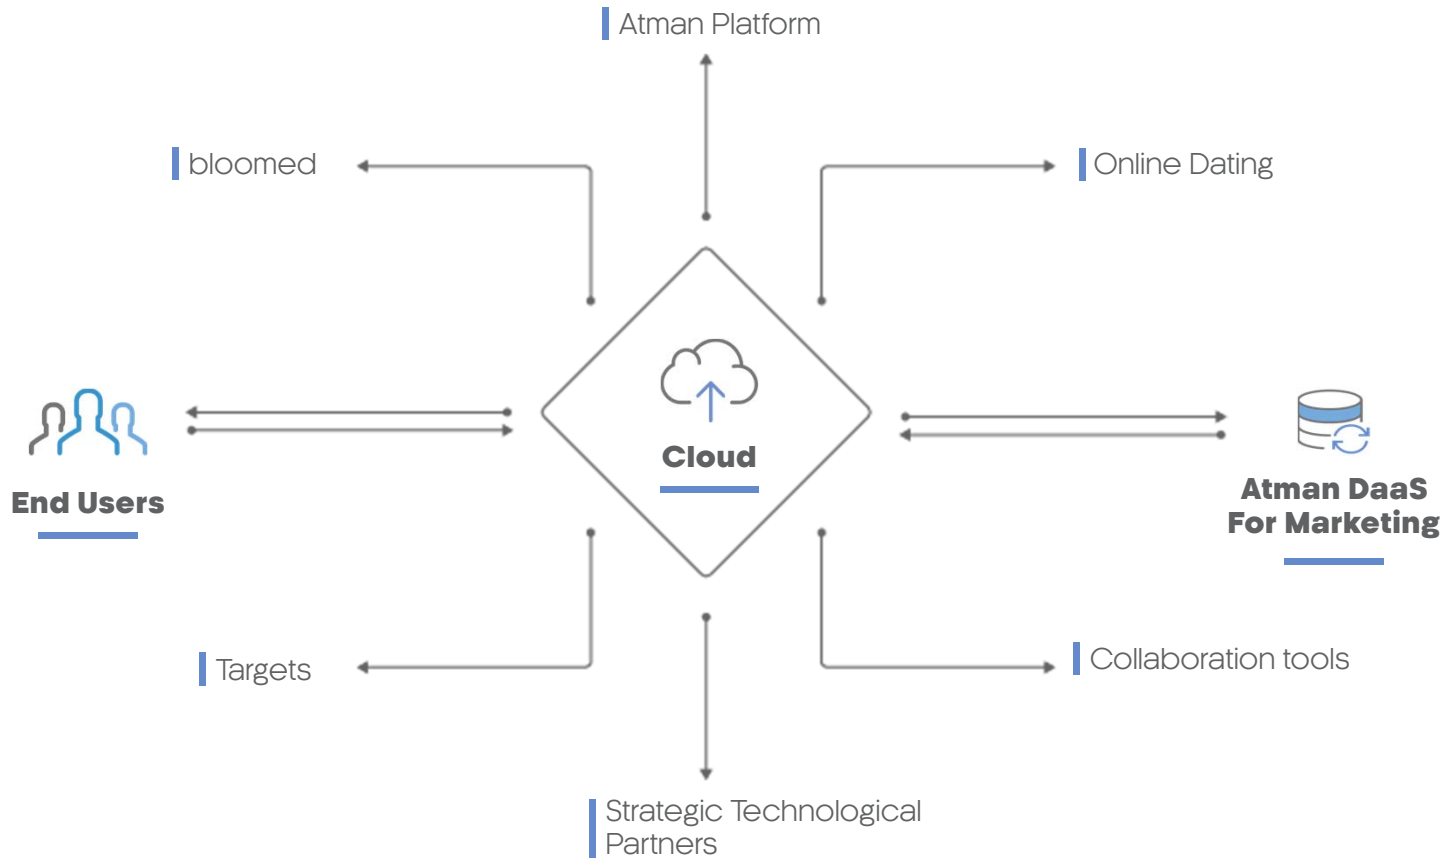 Atman Platform
bloomed
Online Dating
Cloud
End Users
Atman DaaS
For Marketing
Targets
Collaboration tools
Strategic Technological
Partners